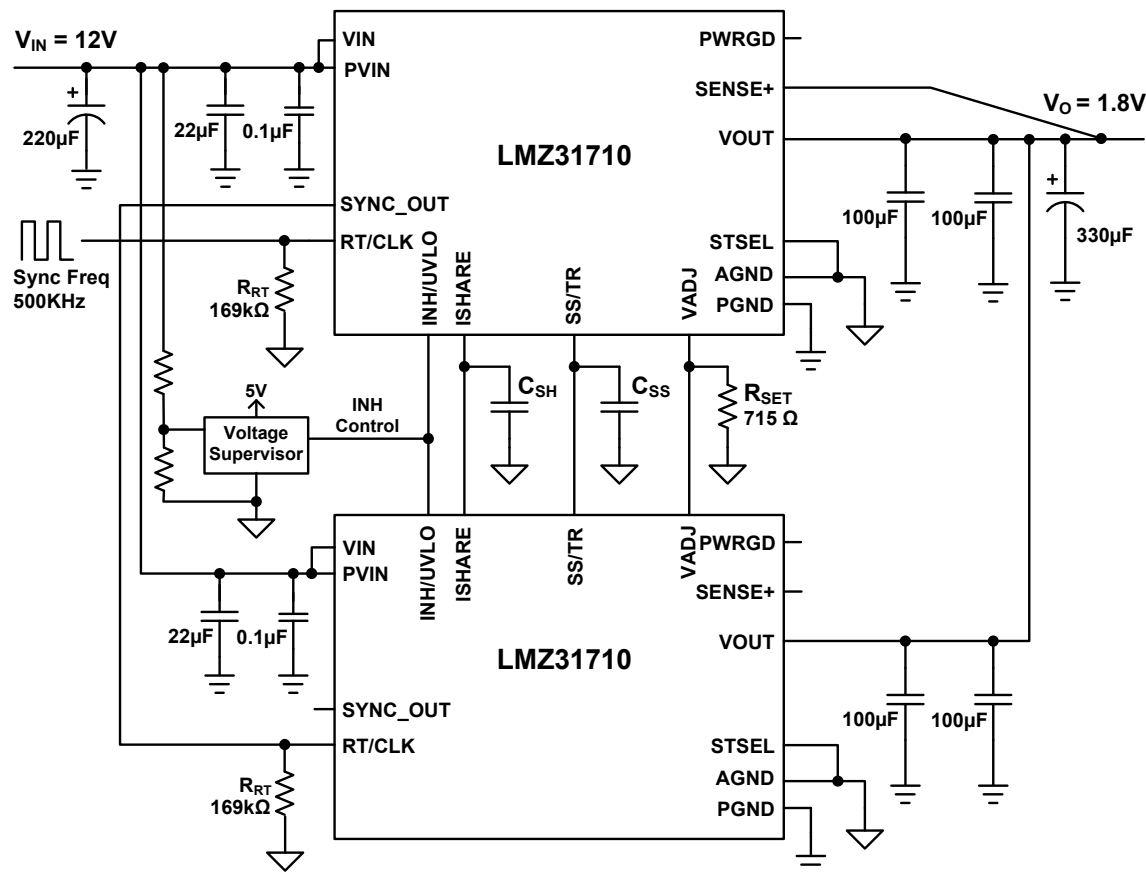 V_IN = 12V
VIN
PVIN
PWRGD
SENSE+
V_O = 1.8V
+
220µF
22µF
0.1µF
LMZ31710
VOUT
SYNC_OUT
RT/CLK
Sync Freq
500KHz
R_RT
169kΩ
INH/UVLO
ISHARE
SS/TR
VADJ
STSEL
AGND
PGND
100µF
100µF
+
330µF
5V
Voltage
Supervisor
INH
Control
C_SH
C_SS
R_SET
715 Ω
VIN
PVIN
INH/UVLO
ISHARE
SS/TR
VADJ
PWRGD
SENSE+
22µF
0.1µF
VOUT
LMZ31710
SYNC_OUT
RT/CLK
R_RT
169kΩ
STSEL
AGND
PGND
100µF
100µF